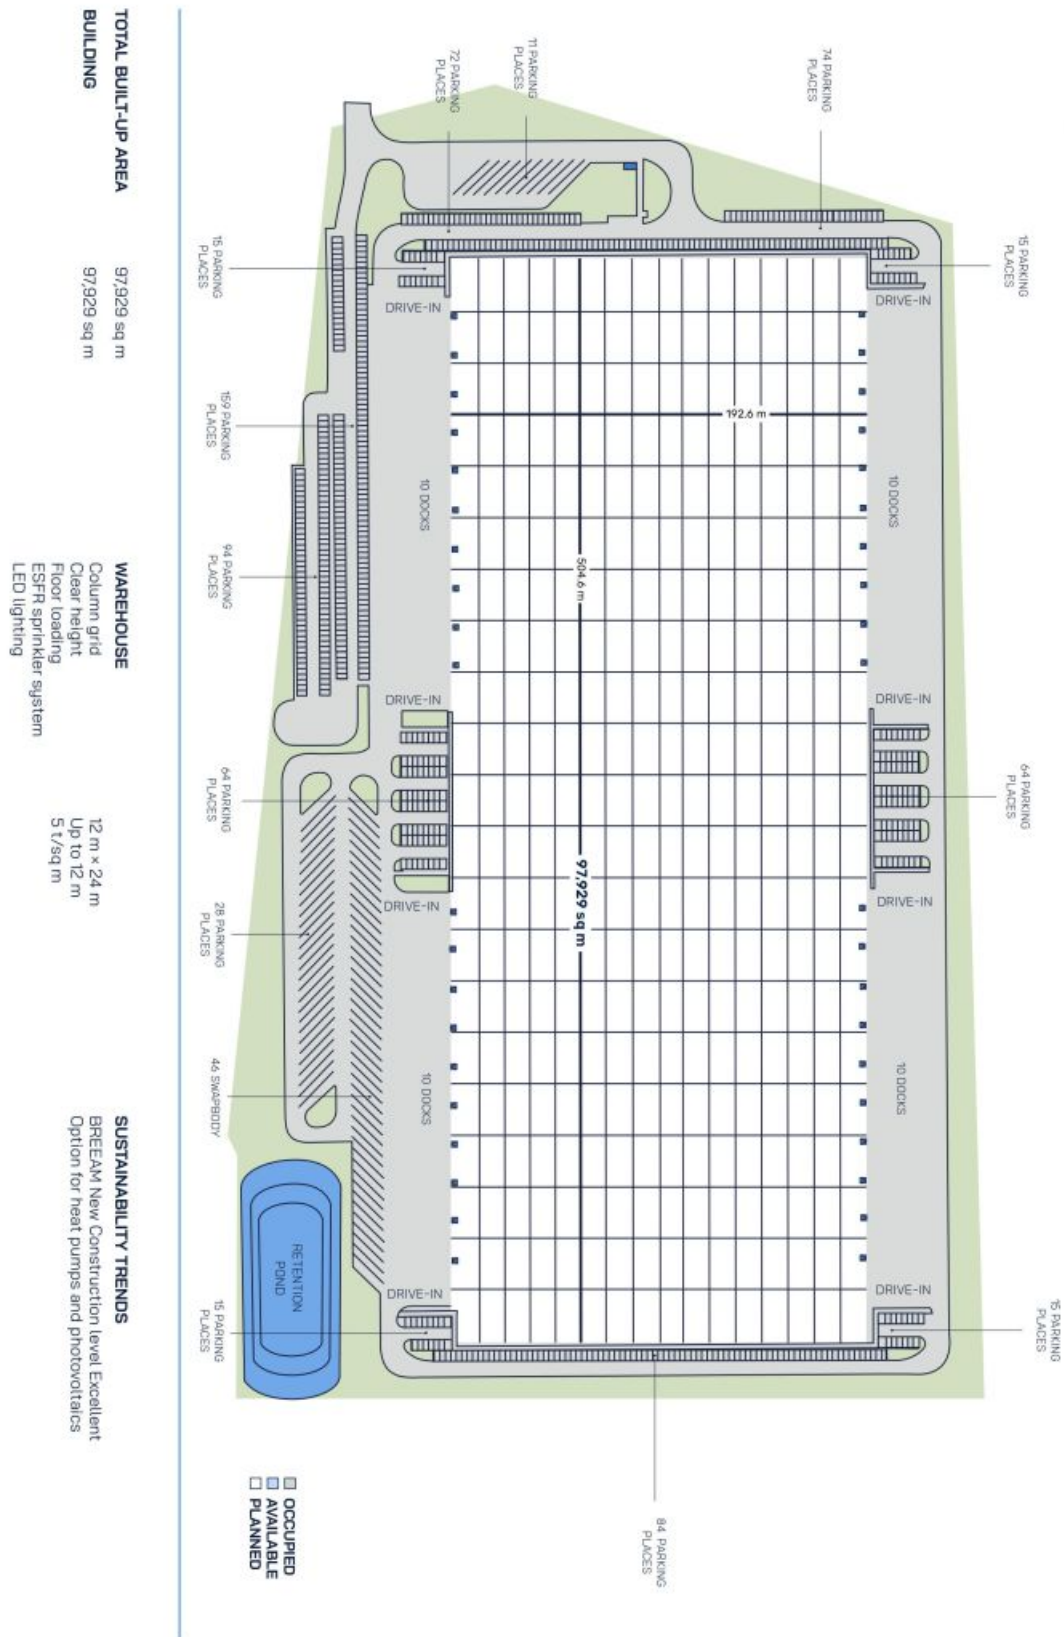 74 PARKING
PLACES
11 PARKING
PLACES
72 PARKING
PLACES
15 PARKING
PLACES
15 PARKING
PLACES
DRIVE-IN
DRIVE-IN
192.6 m
159 PARKING
PLACES
10 DOCKS
10 DOCKS
504.6 m
94 PARKING
PLACES
DRIVE-IN
DRIVE-IN
64 PARKING
PLACES
64 PARKING
PLACES
97,929 sq m
DRIVE-IN
DRIVE-IN
28 PARKING
PLACES
10 DOCKS
10 DOCKS
46 SWAPBODY
RETENTION
POND
DRIVE-IN
DRIVE-IN
15 PARKING
PLACES
15 PARKING
PLACES
84 PARKING
PLACES
OCCUPIED
AVAILABLE
PLANNED
TOTAL BUILT-UP AREA 97,929 sq m
BUILDING 97,929 sq m
WAREHOUSE
Column grid 12 m × 24 m
Clear height Up to 12 m
Floor loading 5 t/sq m
ESFR sprinkler system
LED lighting
SUSTAINABILITY TRENDS
BREEAM New Construction level Excellent
Option for heat pumps and photovoltaics